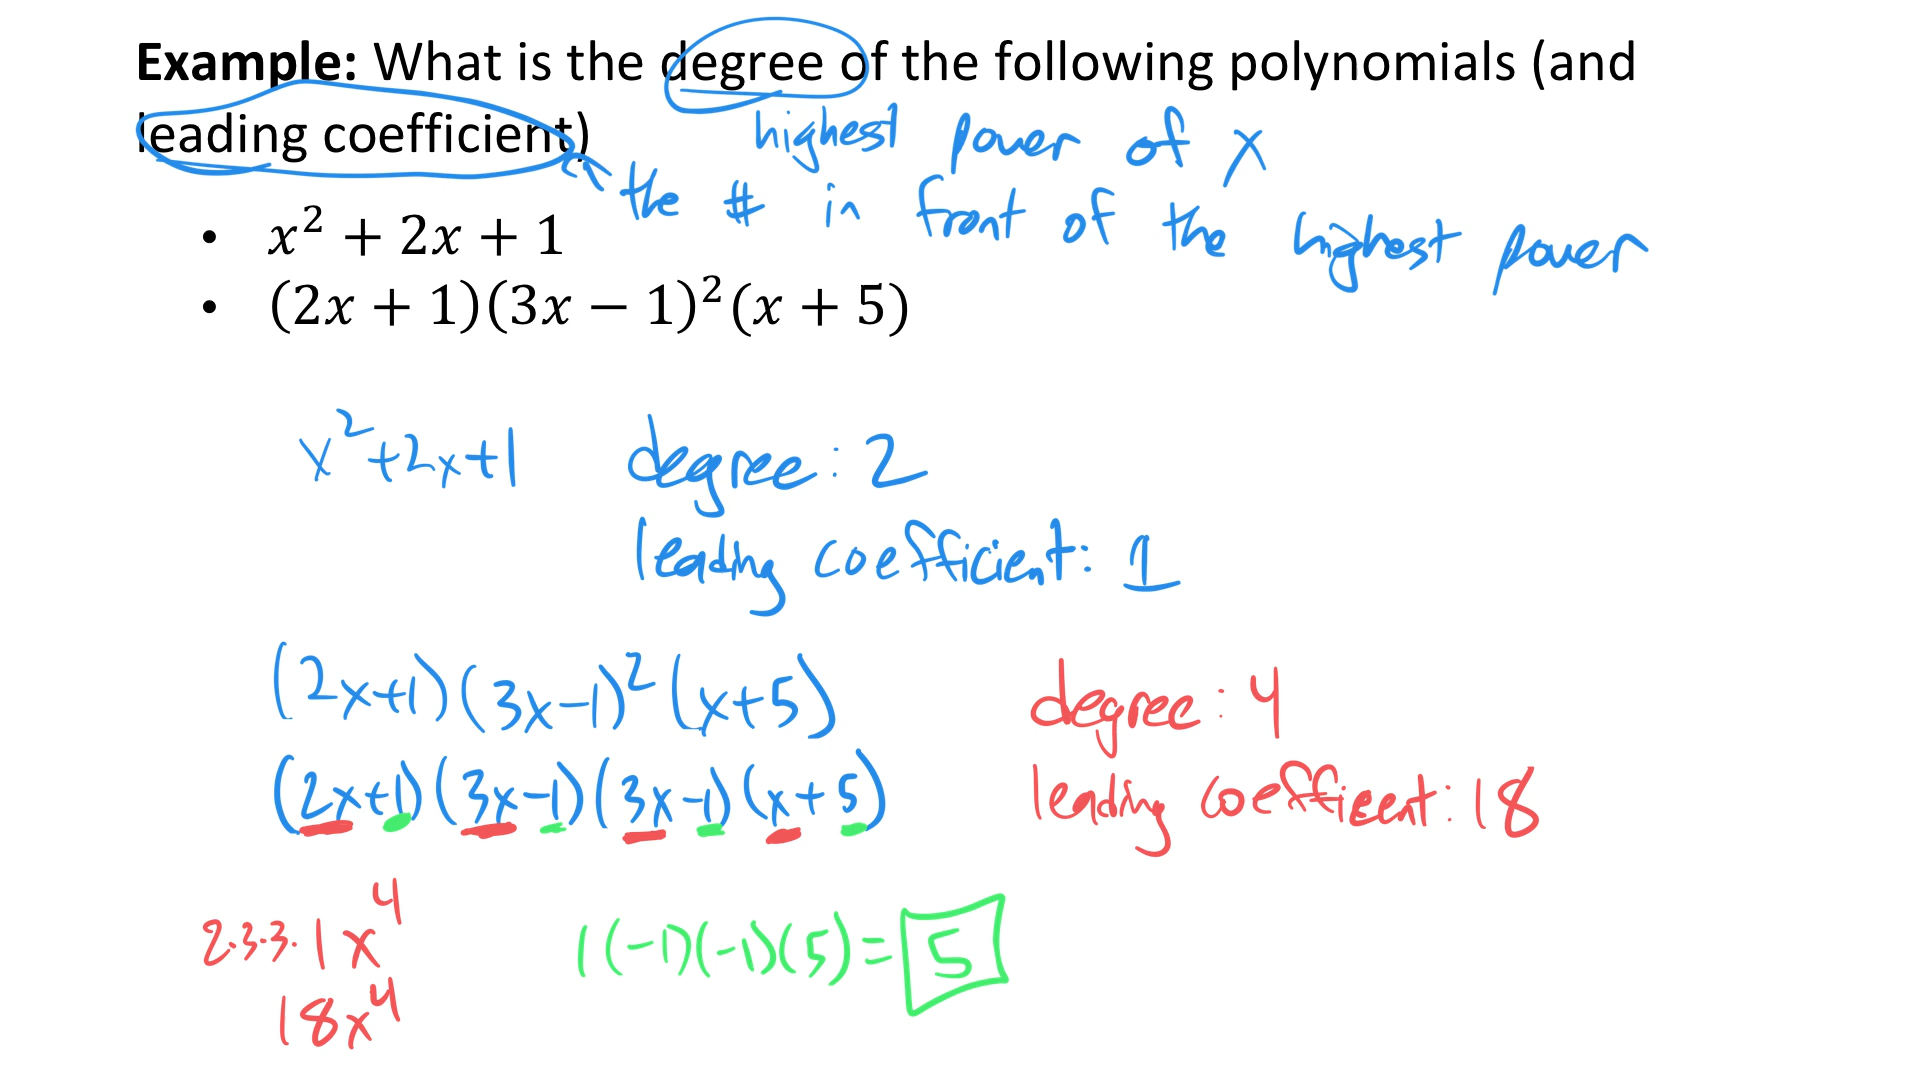 Example: What is the degree of the following polynomials (and
leading coefficient)
highest power of x
the # in front of the highest power
• x² + 2x + 1
• (2x + 1)(3x − 1)²(x + 5)
x²+2x+1 degree: 2
leading coefficient: 1
(2x+1)(3x-1)²(x+5) degree: 4
(2x+1)(3x-1)(3x-1)(x+5) leading coefficient: 18
2·3·3·1x⁴ 1(-1)(-1)(5)=5
18x⁴